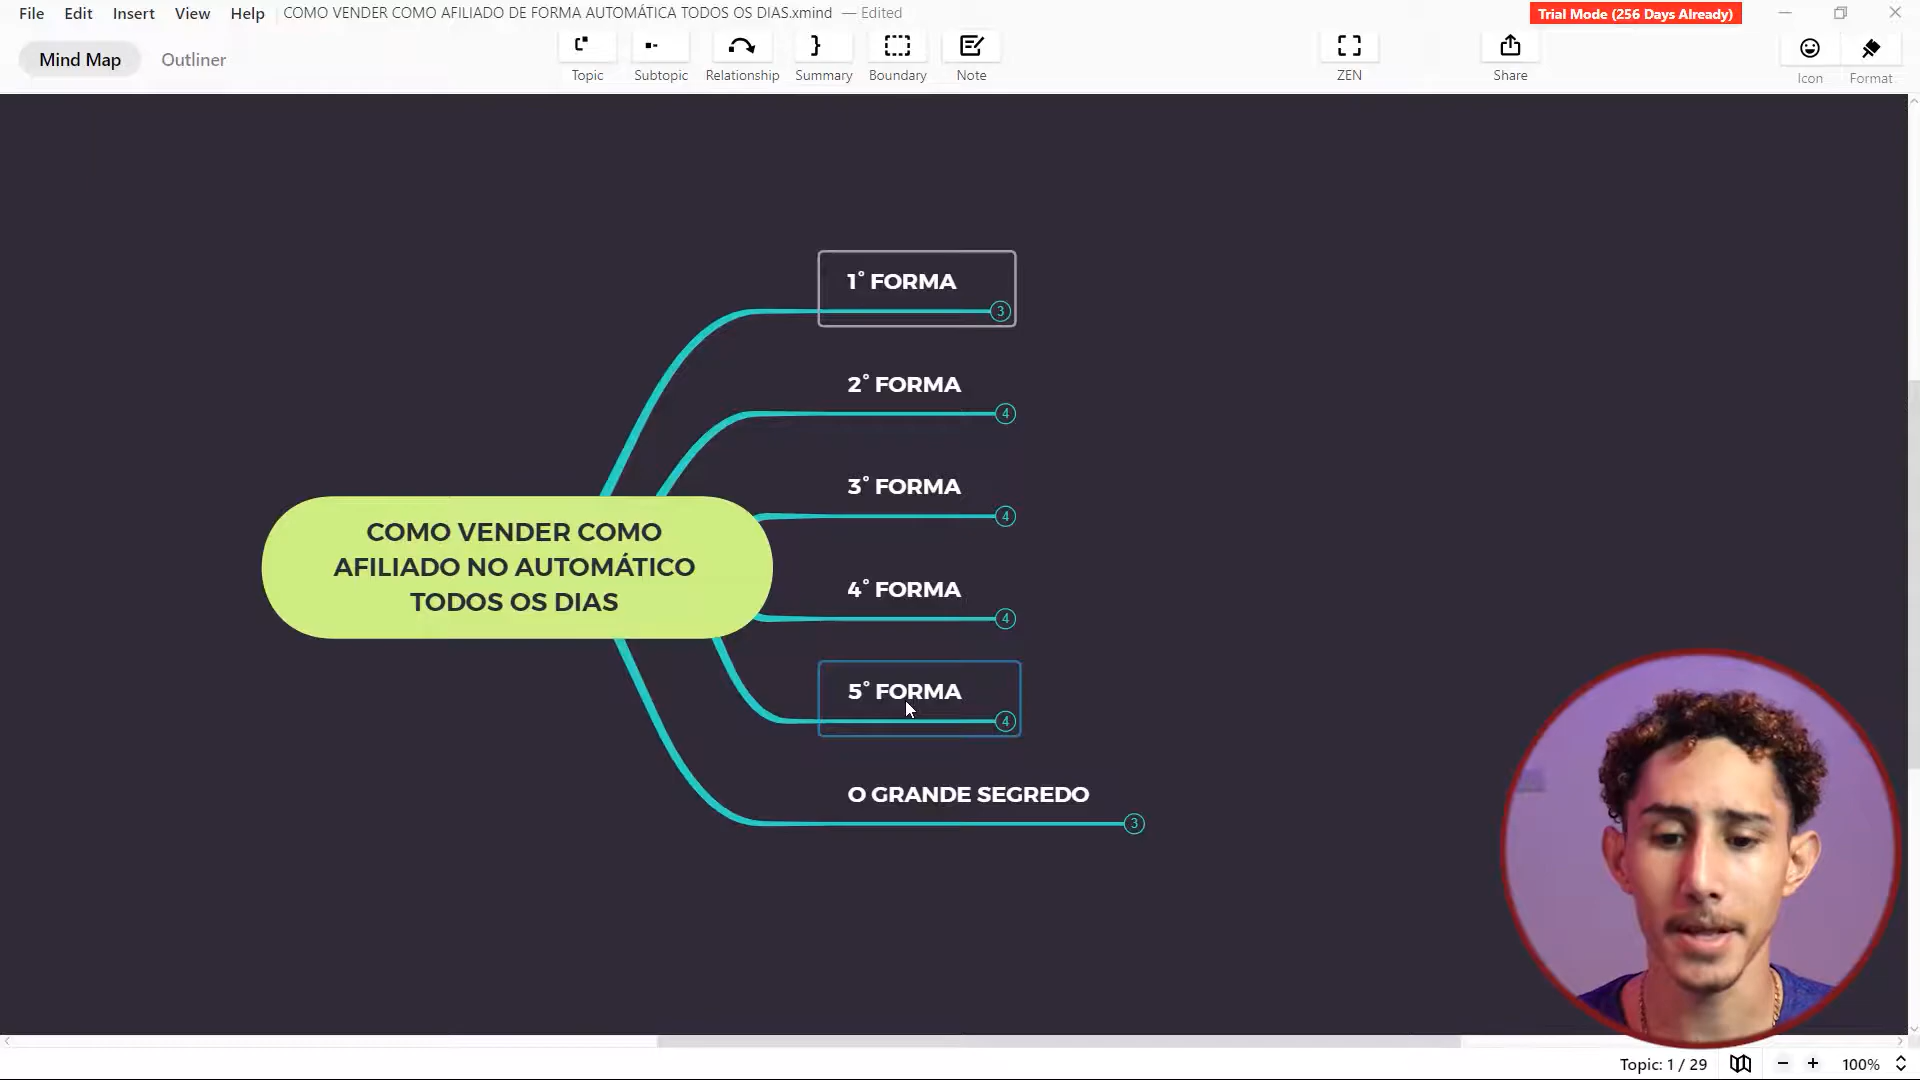 File Edit Insert View Help COMO VENDER COMO AFILIADO DE FORMA AUTOMÁTICA TODOS OS DIAS.xmind — Edited Trial Mode (256 Days Already)
Mind Map Outliner
Topic Subtopic Relationship Summary Boundary Note ZEN Share Icon Format
1° FORMA
3
2° FORMA
4
3° FORMA
4
COMO VENDER COMO
AFILIADO NO AUTOMÁTICO
TODOS OS DIAS
4° FORMA
4
5° FORMA
4
O GRANDE SEGREDO
3
Topic: 1 / 29 100%